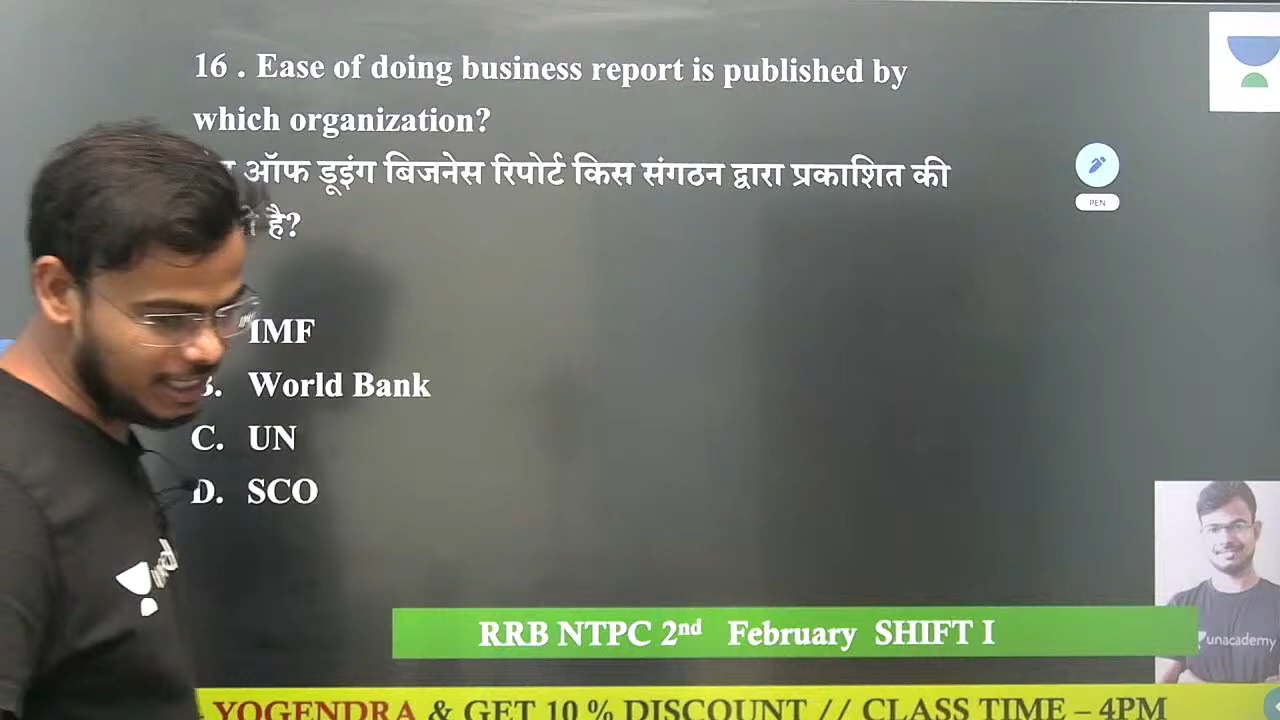 16 . Ease of doing business report is published by
which organization?
ऑफ डूइंग बिजनेस रिपोर्ट किस संगठन द्वारा प्रकाशित की
है?
PEN
IMF
B. World Bank
C. UN
D. SCO
unacademy
RRB NTPC 2nd February SHIFT I
YOGENDRA & GET 10 % DISCOUNT // CLASS TIME – 4PM